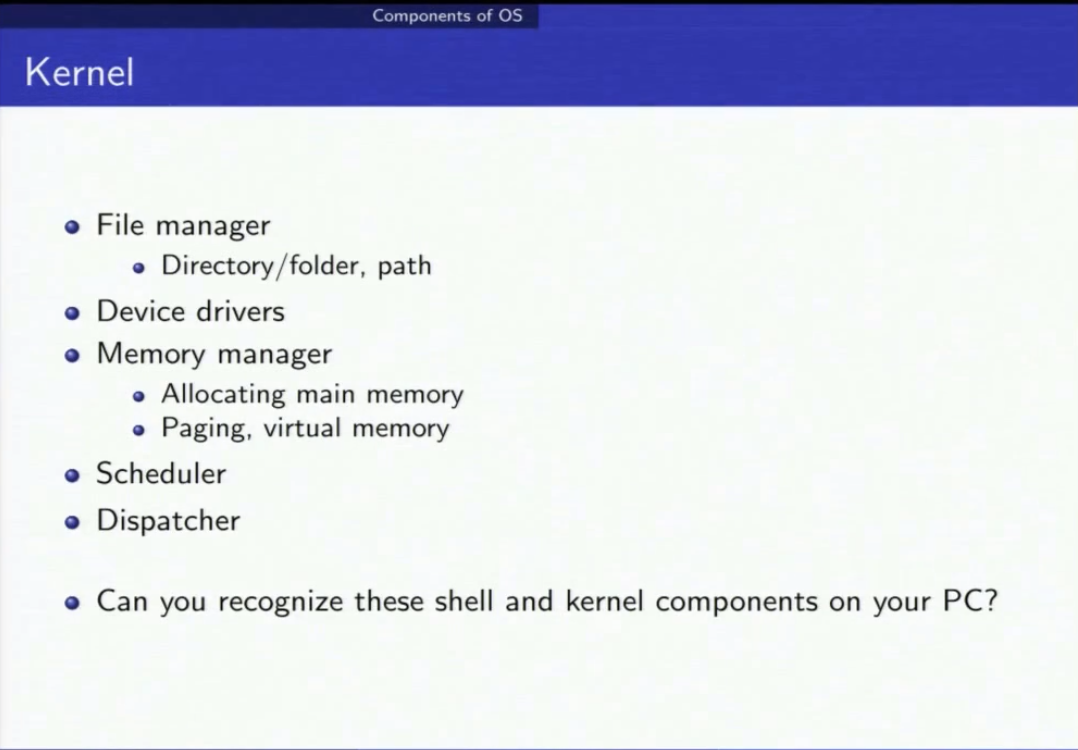 Components of OS
Kernel
File manager
Directory/folder, path
Device drivers
Memory manager
Allocating main memory
Paging, virtual memory
Scheduler
Dispatcher
Can you recognize these shell and kernel components on your PC?